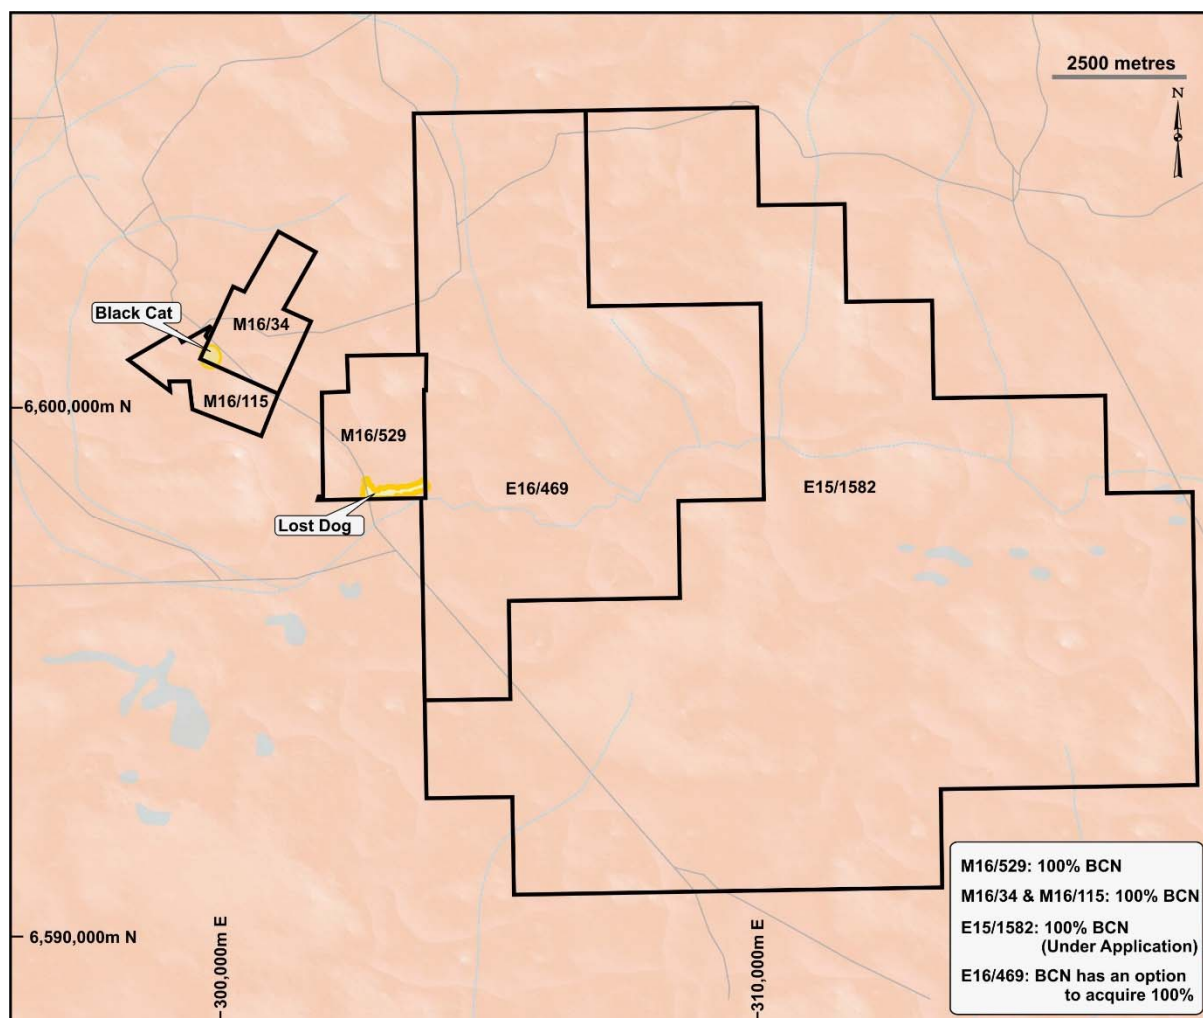 2500 metres
N
Black Cat
M16/34
6,600,000m N
M16/115
M16/529
E16/469
E15/1582
Lost Dog
M16/529: 100% BCN
M16/34 & M16/115: 100% BCN
E15/1582: 100% BCN
(Under Application)
E16/469: BCN has an option
to acquire 100%
6,590,000m N
300,000m E
310,000m E